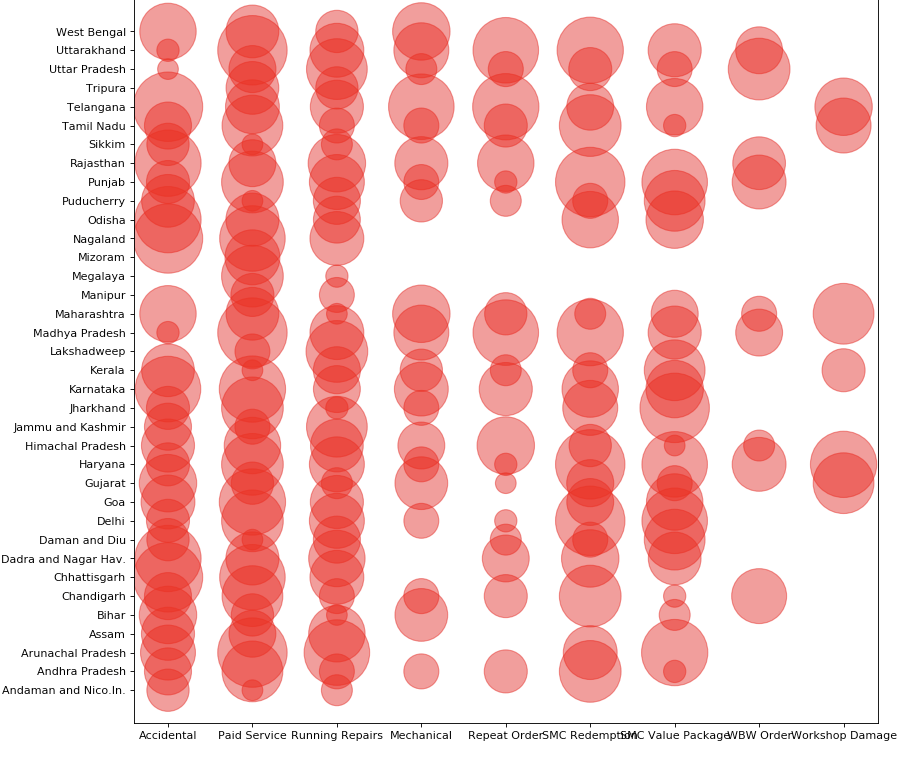 West Bengal
Uttarakhand
Uttar Pradesh
Tripura
Telangana
Tamil Nadu
Sikkim
Rajasthan
Punjab
Puducherry
Odisha
Nagaland
Mizoram
Megalaya
Manipur
Maharashtra
Madhya Pradesh
Lakshadweep
Kerala
Karnataka
Jharkhand
Jammu and Kashmir
Himachal Pradesh
Haryana
Gujarat
Goa
Delhi
Daman and Diu
Dadra and Nagar Hav.
Chhattisgarh
Chandigarh
Bihar
Assam
Arunachal Pradesh
Andhra Pradesh
Andaman and Nico.In.
Accidental Paid Service Running Repairs Mechanical Repeat Order SMC Redemption SMC Value Package WBW Order Workshop Damage